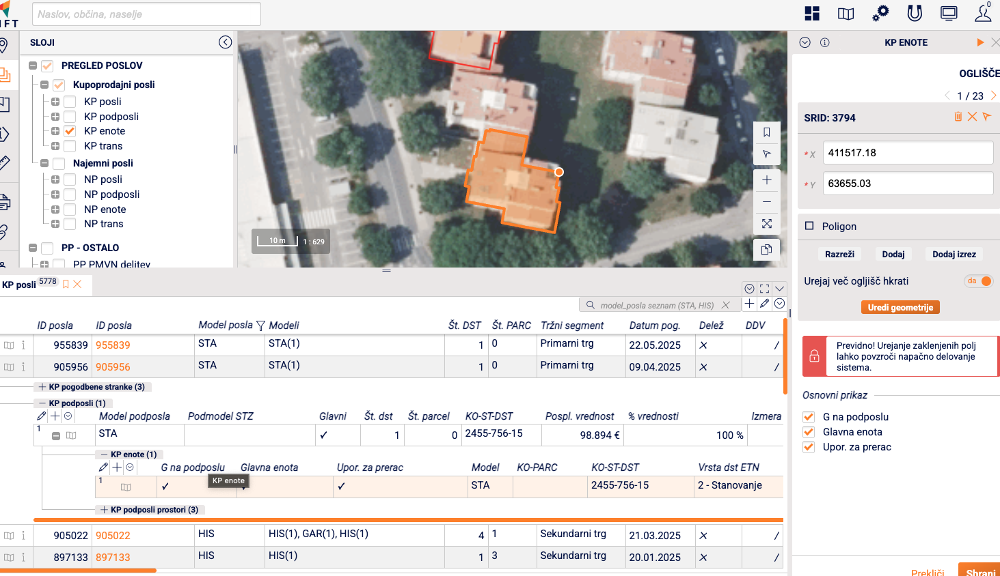 Naslov, občina, naselje
0
IFT
SLOJI
PREGLED POSLOV
Kupoprodajni posli
KP posli
KP podposli
KP enote
KP trans
Najemni posli
NP posli
NP podposli
NP enote
NP trans
PP - OSTALO
PP PMVN delitev
10 m
1 : 629
KP ENOTE
OGLIŠČE
1 / 23
SRID: 3794
* X 411517.18
* Y 63655.03
Poligon
Razreži Dodaj Dodaj izrez
Urejaj več ogljišč hkrati da
Uredi geometrije
Previdno! Urejanje zaklenjenih polj
lahko povzroči napačno delovanje
sistema.
Osnovni prikaz
G na podposlu
Glavna enota
Upor. za prerac
Prekliči Shrani
KP posli 5778
model_posla seznam (STA, HIS)
ID posla ID posla Model posla Modeli Št. DST Št. PARC Tržni segment Datum pog. Delež DDV
955839 955839 STA STA(1) 1 0 Primarni trg 22.05.2025 /
905956 905956 STA STA(1) 1 0 Primarni trg 09.04.2025 /
KP pogodbene stranke (3)
KP podposli (1)
Model podposla Podmodel STZ Glavni Št. dst Št. parcel KO-ST-DST Pospl. vrednost % vrednosti Izmera
1 STA ✓ 1 0 2455-756-15 98.894 € 100 %
KP enote (1)
G na podposlu Glavna enota Upor. za prerac Model KO-PARC KO-ST-DST Vrsta dst ETN
KP enote
1 ✓ ✓ ✓ STA 2455-756-15 2 - Stanovanje
KP podposli prostori (3)
905022 905022 HIS HIS(1), GAR(1), HIS(1) 4 1 Sekundarni trg 21.03.2025 /
897133 897133 HIS HIS(1) 1 3 Sekundarni trg 20.01.2025 /